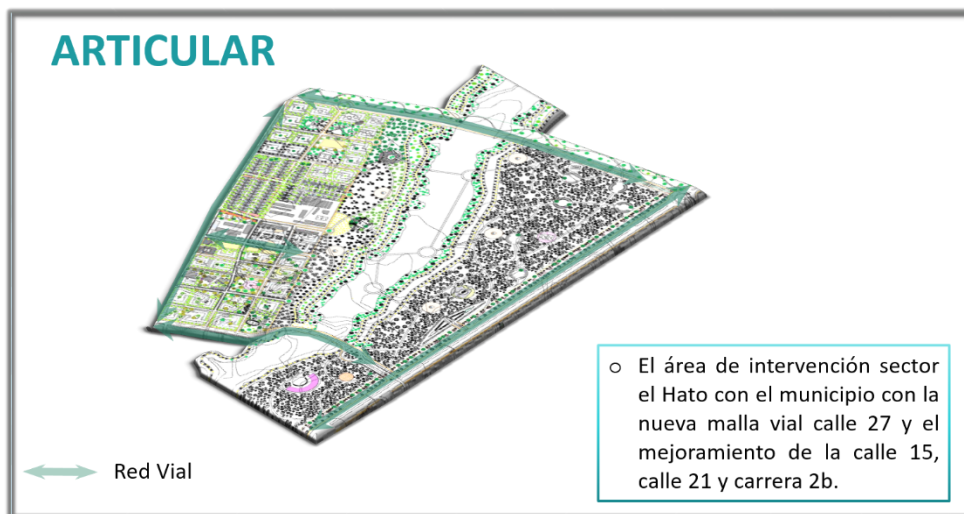 ARTICULAR
o El área de intervención sector
el Hato con el municipio con la
nueva malla vial calle 27 y el
mejoramiento de la calle 15,
calle 21 y carrera 2b.
Red Vial